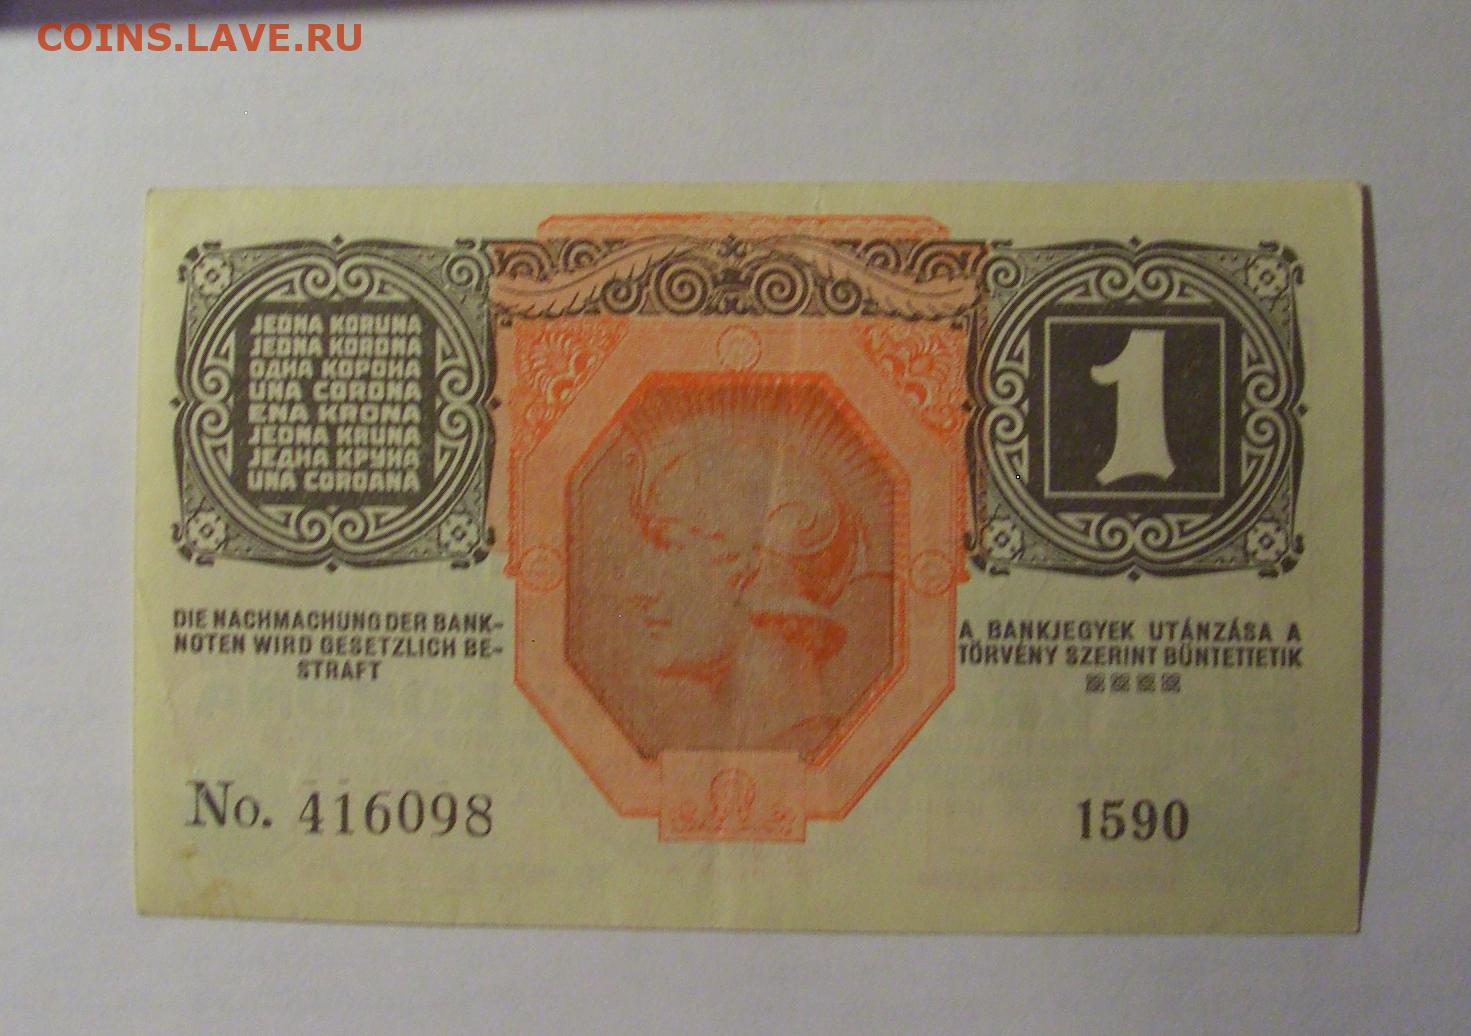 COINS.LAVE.RU
JEDNA KORUNA
JEDNA KORONA
ОДНА КОРОНА
UNA CORONA
ENA KRONA
JEDNA KRUNA
ЈЕДНА КРУНА
UNA COROANA
1
DIE NACHMACHUNG DER BANK-
NOTEN WIRD GESETZLICH BE-
STRAFT
A BANKJEGYEK UTÁNZÁSA A
TÖRVÉNY SZERINT BÜNTETTETIK
No. 416098
1590